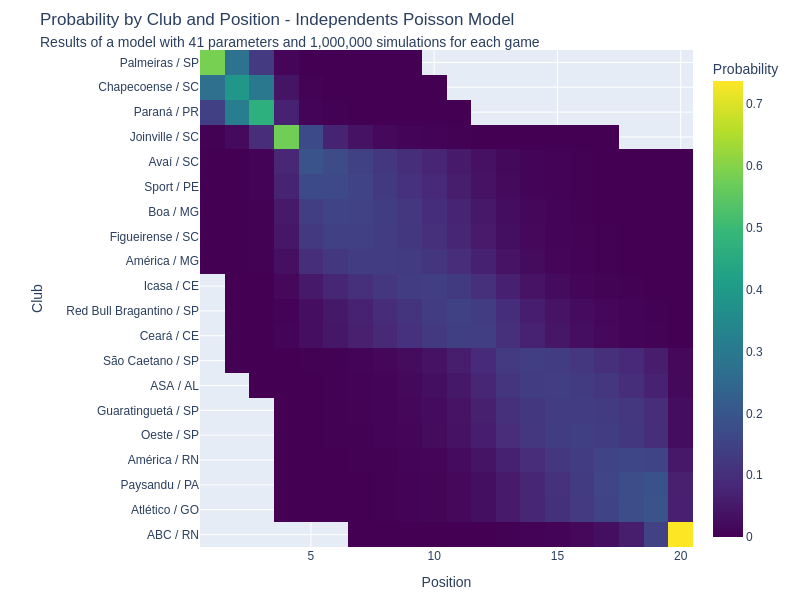 Probability by Club and Position - Independents Poisson Model
Results of a model with 41 parameters and 1,000,000 simulations for each game
Probability
Palmeiras / SP
Chapecoense / SC
Paraná / PR
Joinville / SC
Avaí / SC
Sport / PE
Boa / MG
Figueirense / SC
América / MG
Icasa / CE
Red Bull Bragantino / SP
Ceará / CE
São Caetano / SP
ASA / AL
Guaratinguetá / SP
Oeste / SP
América / RN
Paysandu / PA
Atlético / GO
ABC / RN
Club
5
10
15
20
Position
0.7
0.6
0.5
0.4
0.3
0.2
0.1
0